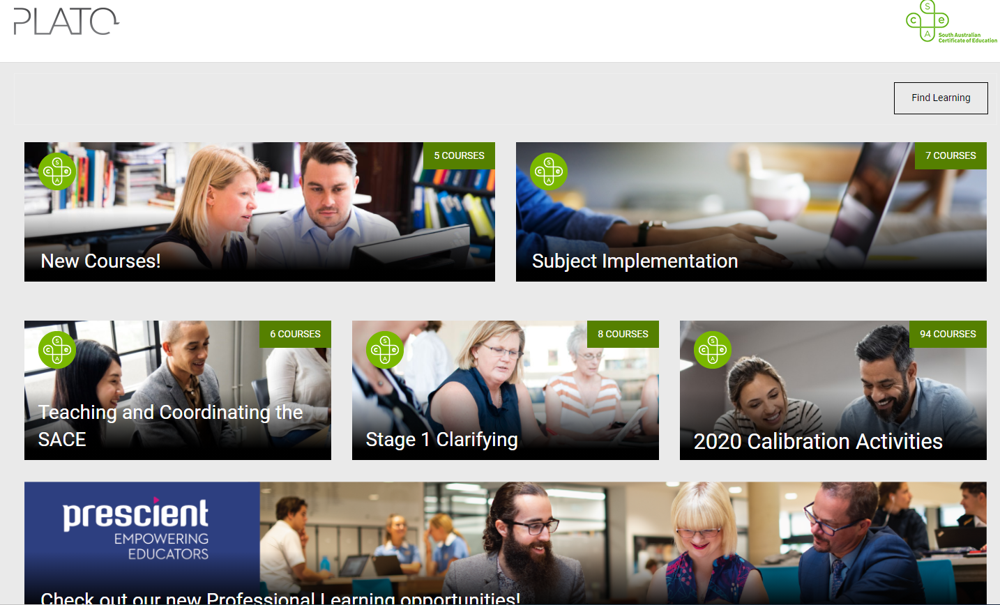 PLATO
S
C e
A
South Australian
Certificate of Education
Find Learning
S
C e
A
5 COURSES
New Courses!
S
C e
A
7 COURSES
Subject Implementation
S
C e
A
6 COURSES
Teaching and Coordinating the
SACE
S
C e
A
8 COURSES
Stage 1 Clarifying
S
C e
A
94 COURSES
2020 Calibration Activities
prescient
EMPOWERING
EDUCATORS
Check out our new Professional Learning opportunities!